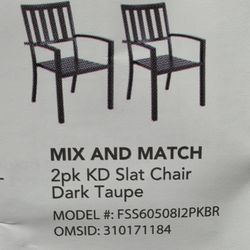 MIX AND MATCH
2pk KD Slat Chair
Dark Taupe
MODEL #: FSS60508I2PKBR
OMSID: 310171184